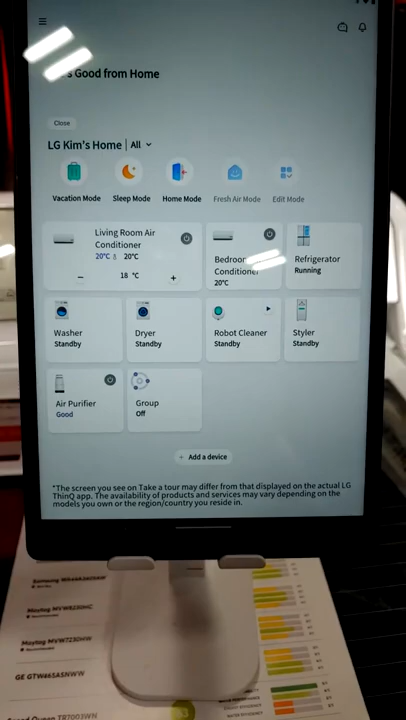 Good from Home
Close
LG Kim's Home | All
Vacation Mode
Sleep Mode
Home Mode
Fresh Air Mode
Edit Mode
Living Room Air
Conditioner
20℃ 20℃
− 18 ℃ +
Bedroom
Conditioner
20℃
Refrigerator
Running
Washer
Standby
Dryer
Standby
Robot Cleaner
Standby
Styler
Standby
Air Purifier
Good
Group
Off
+ Add a device
*The screen you see on Take a tour may differ from that displayed on the actual LG
ThinQ app. The availability of products and services may vary depending on the
models you own or the region/country you reside in.
Maytag MVW6230HC
Maytag MVW7230HW
GE GTW465ASNWW
Speed Queen TR7003WN